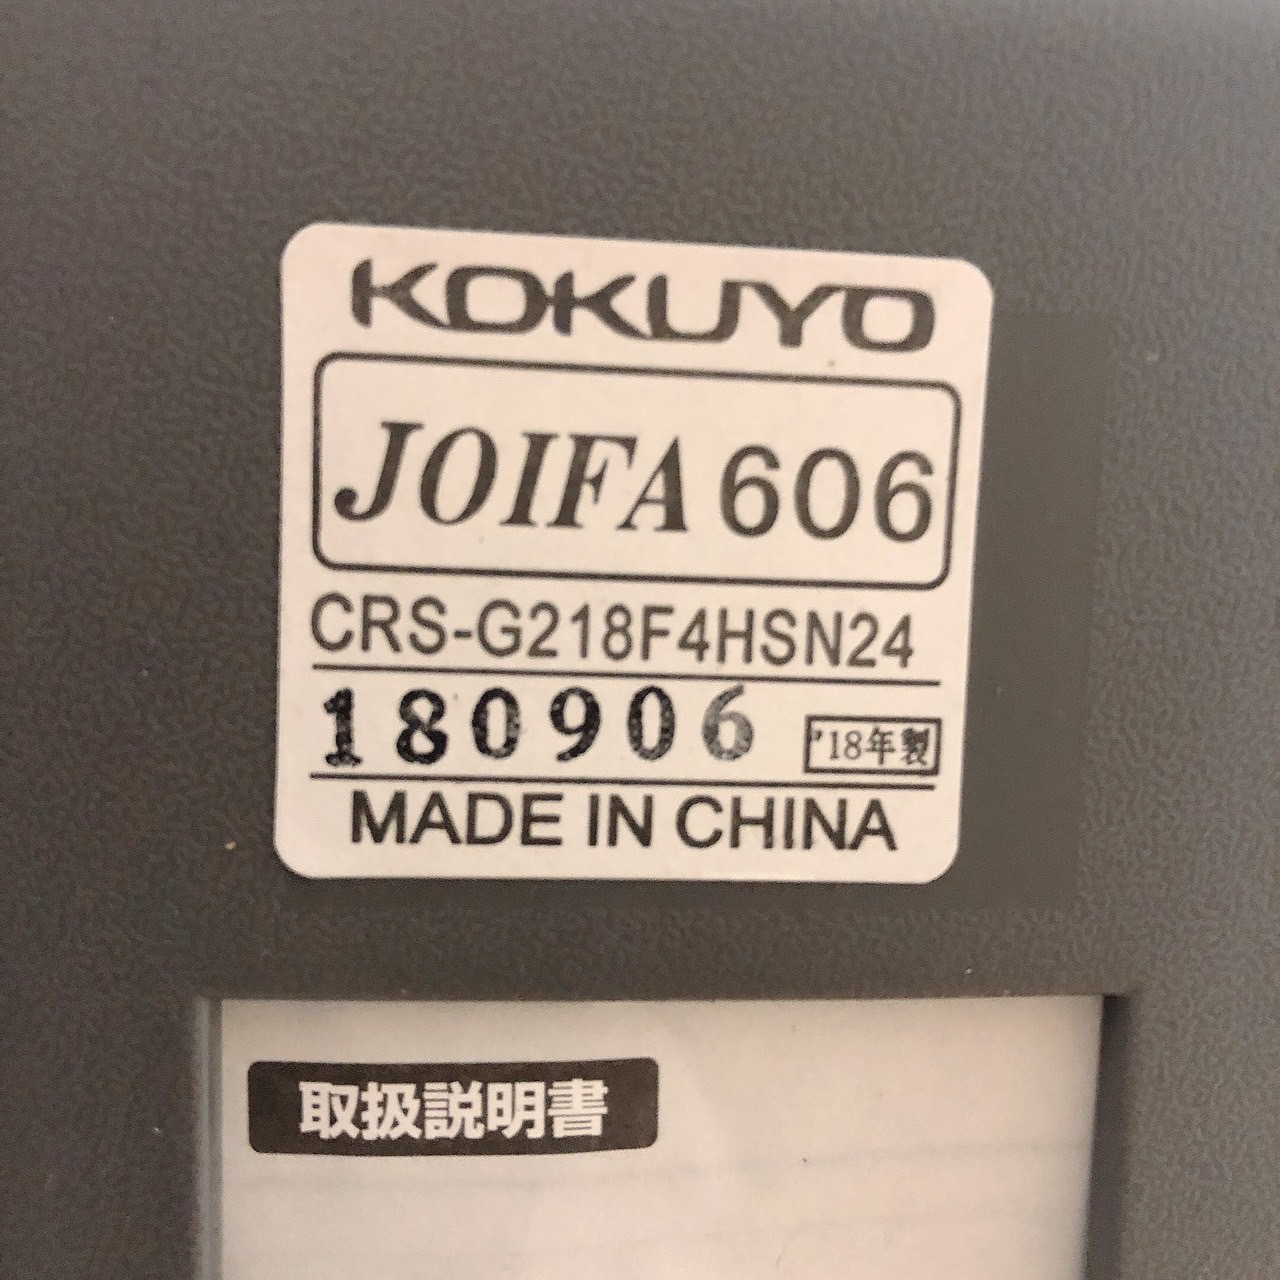 KOKUYO
JOIFA 606
CRS-G218F4HSN24
180906 '18年製
MADE IN CHINA
取扱説明書